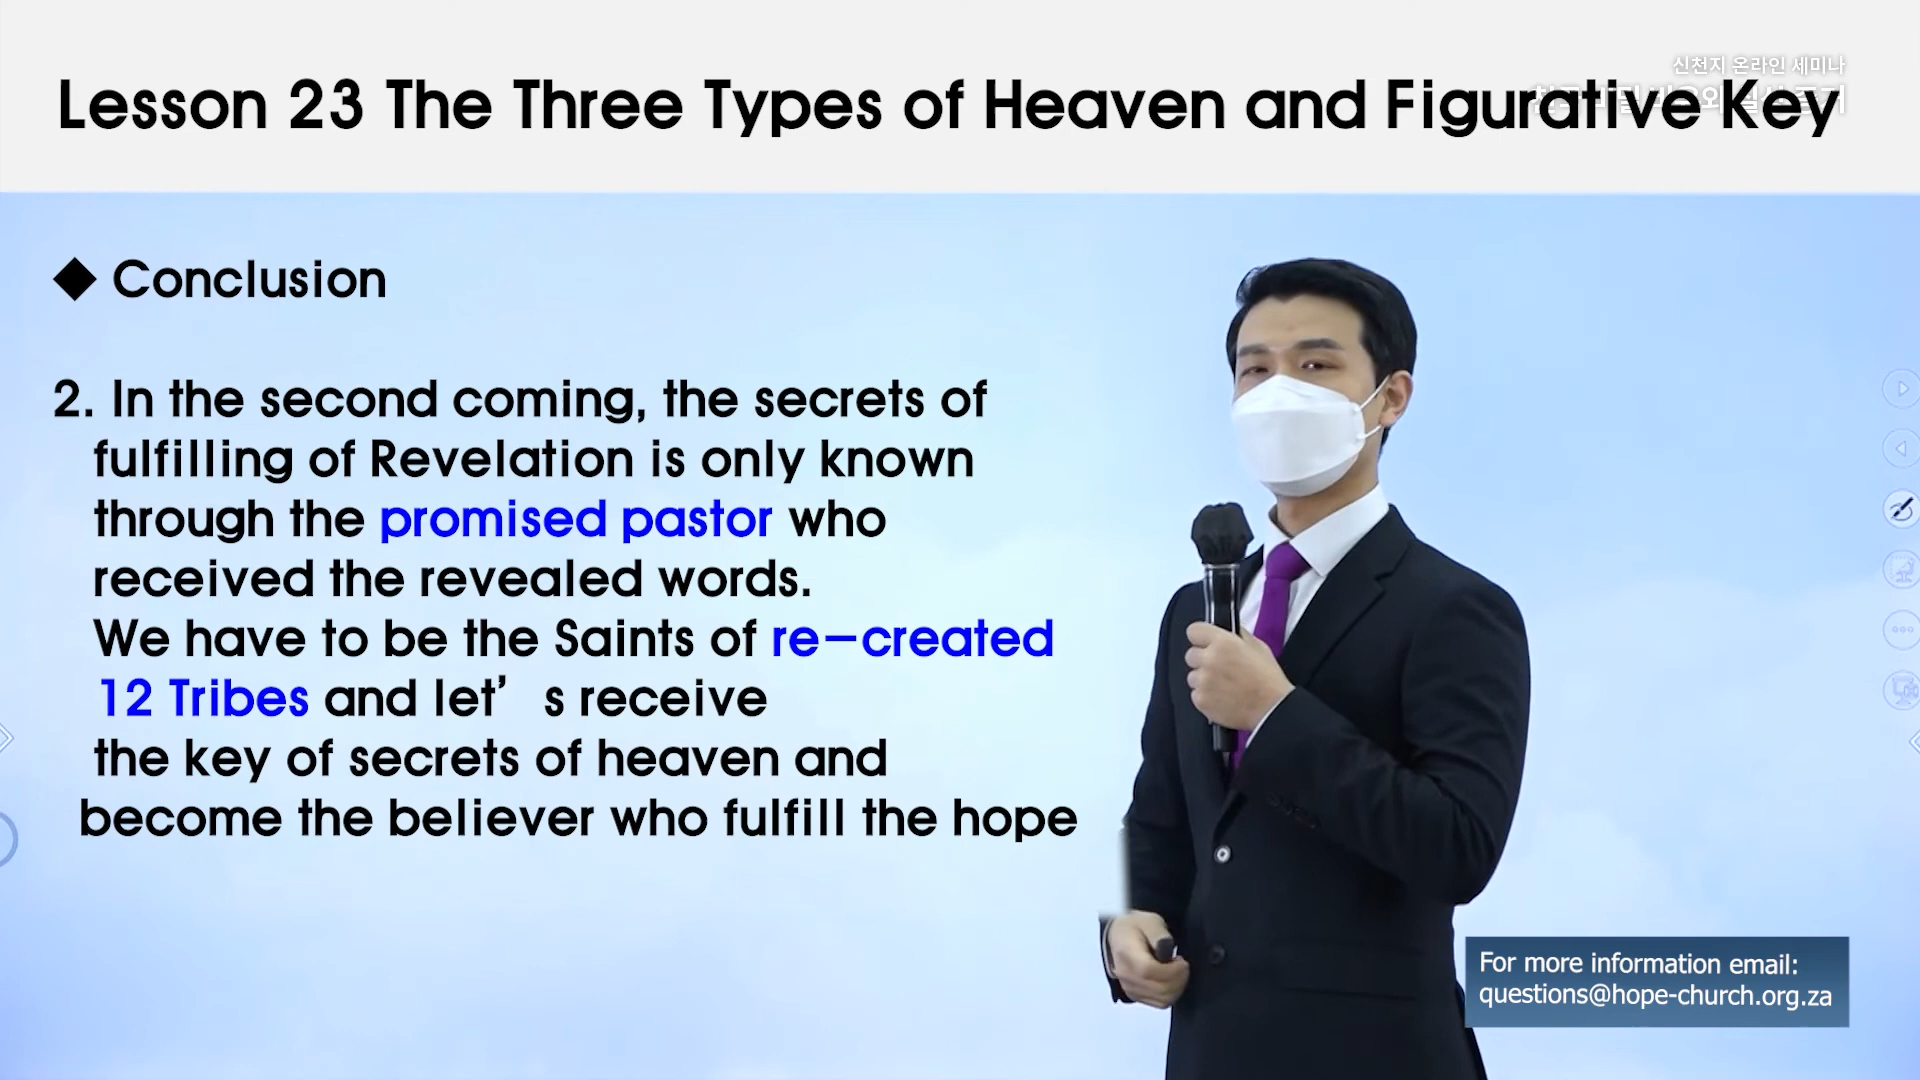 신천지 온라인 세미나
Lesson 23 The Three Types of Heaven and Figurative Key
◆ Conclusion
2. In the second coming, the secrets of
fulfilling of Revelation is only known
through the promised pastor who
received the revealed words.
We have to be the Saints of re-created
12 Tribes and let's receive
the key of secrets of heaven and
become the believer who fulfill the hope
For more information email:
questions@hope-church.org.za